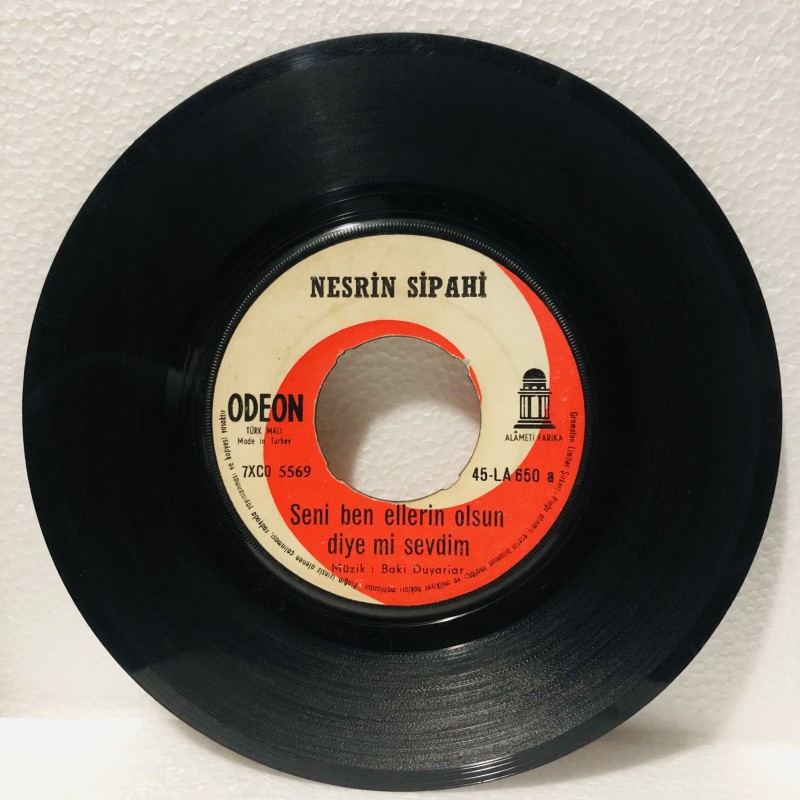 NESRİN SİPAHİ
ODEON
TÜRK MALI
Made in Turkey
ALÂMETİ FARİKA
7XCO 5569
45-LA 650 a
Seni ben ellerin olsun
diye mi sevdim
Müzik : Baki Duyarlar